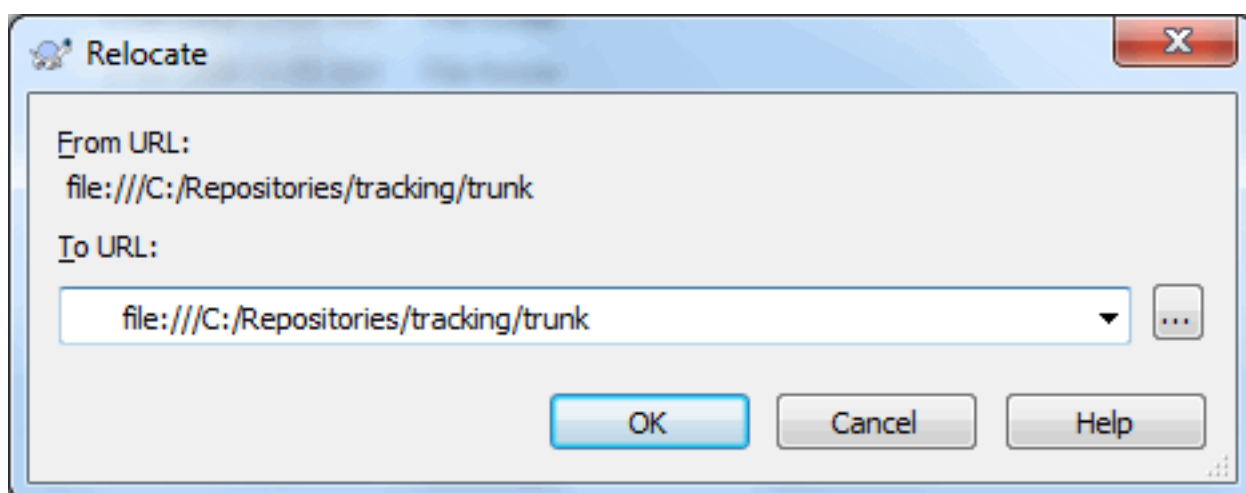 Relocate
From URL:
file:///C:/Repositories/tracking/trunk
To URL:
file:///C:/Repositories/tracking/trunk
...
OK Cancel Help